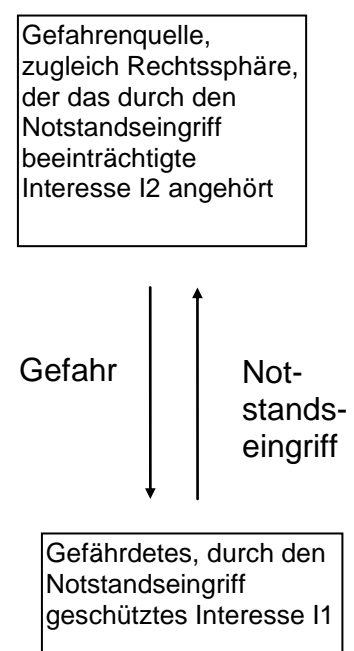 Gefahrenquelle,
zugleich Rechtssphäre,
der das durch den
Notstandseingriff
beeinträchtigte
Interesse I2 angehört
Gefahr
Not-
stands-
eingriff
Gefährdetes, durch den
Notstandseingriff
geschütztes Interesse I1